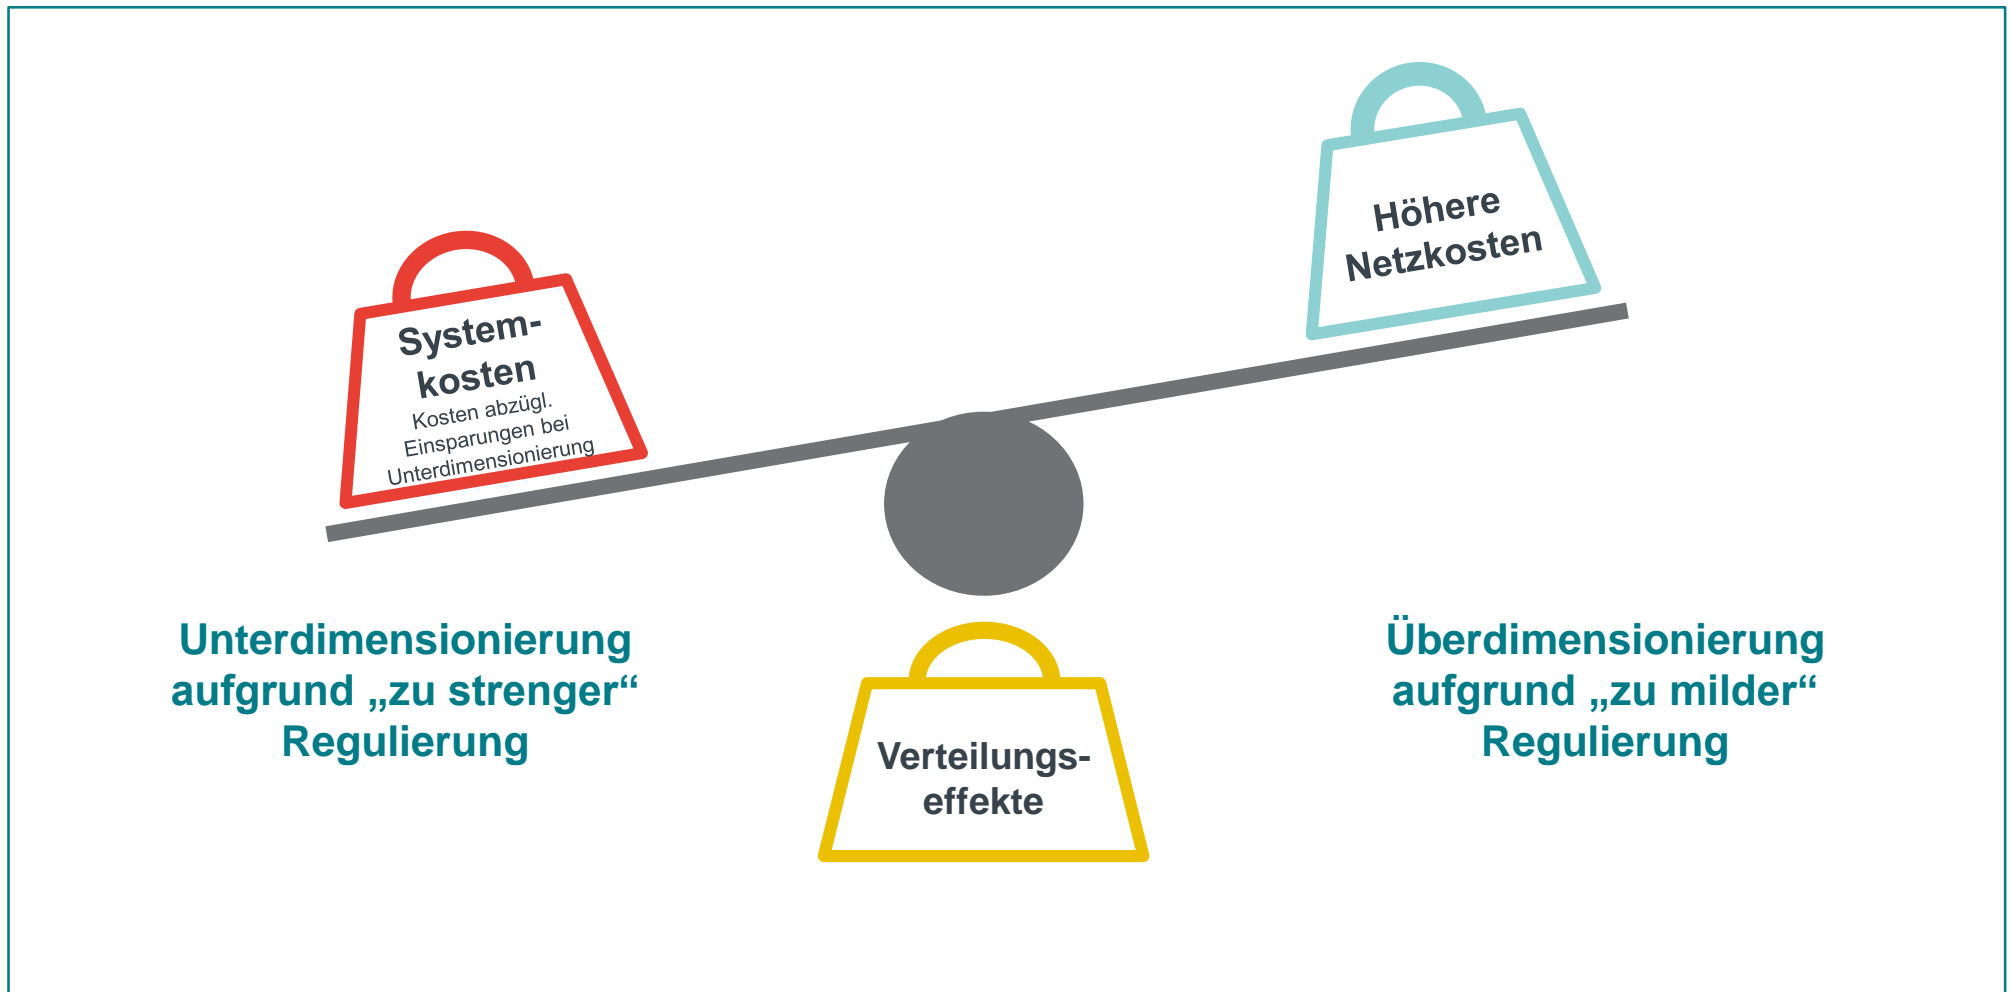 System-
kosten
Kosten abzügl.
Einsparungen bei
Unterdimensionierung
Höhere
Netzkosten
Unterdimensionierung
aufgrund „zu strenger“
Regulierung
Verteilungs-
effekte
Überdimensionierung
aufgrund „zu milder“
Regulierung